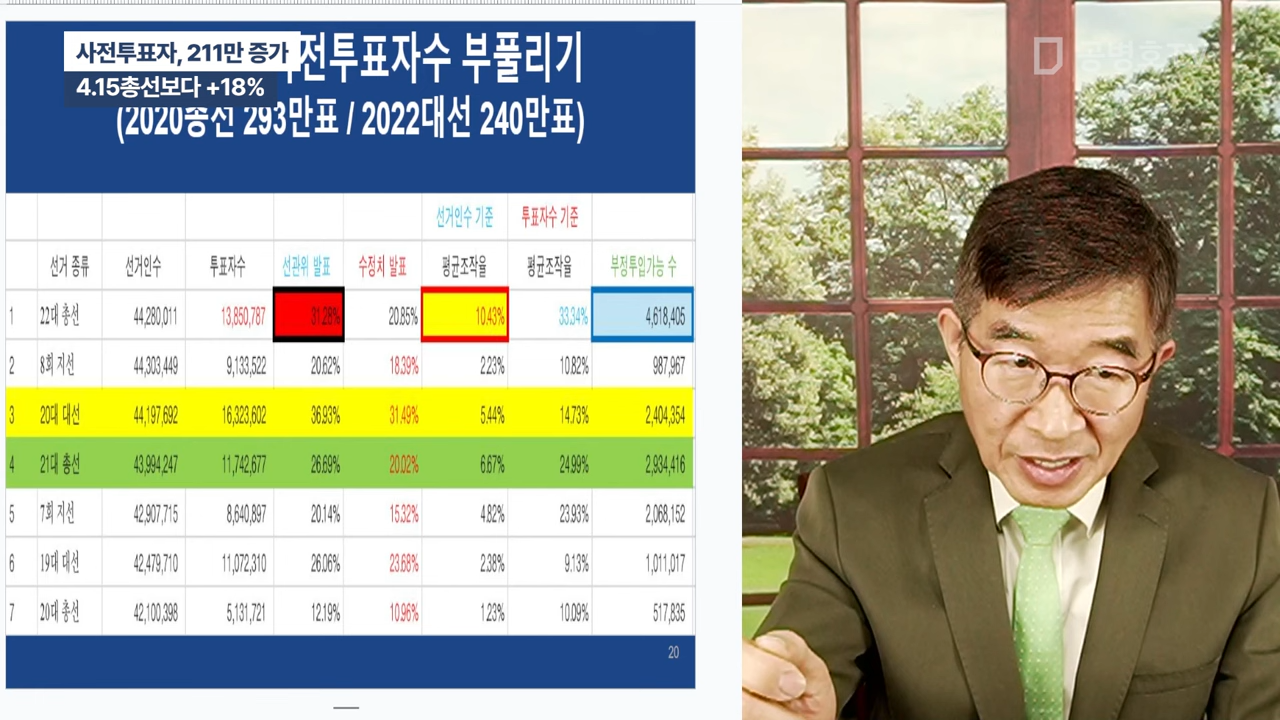 사전투표자, 211만 증가
4.15총선보다 +18%
사전투표자수 부풀리기
(2020총선 293만표 / 2022대선 240만표)
공병호TV
선거인수 기준 투표자수 기준
선거 종류 선거인수 투표자수 선관위 발표 수정치 발표 평균조작율 평균조작율 부정투입가능 수
1 22대 총선 44,280,011 13,850,787 31.28% 20.85% 10.43% 33.34% 4,618,405
2 8회 지선 44,303,449 9,133,522 20.62% 18.39% 2.23% 10.82% 987,967
3 20대 대선 44,197,692 16,323,602 36.93% 31.49% 5.44% 14.73% 2,404,354
4 21대 총선 43,994,247 11,742,677 26.69% 20.02% 6.67% 24.99% 2,934,416
5 7회 지선 42,907,715 8,640,897 20.14% 15.32% 4.82% 23.93% 2,068,152
6 19대 대선 42,479,710 11,072,310 26.06% 23.68% 2.38% 9.13% 1,011,017
7 20대 총선 42,100,398 5,131,721 12.19% 10.96% 1.23% 10.09% 517,835
20